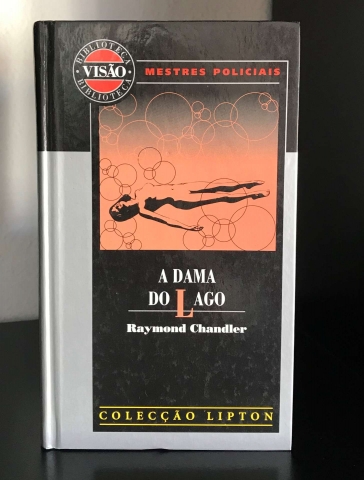 BIBLIOTECA
VISÃO
BIBLIOTECA
MESTRES POLICIAIS
A DAMA
DO LAGO
Raymond Chandler
COLECÇÃO LIPTON